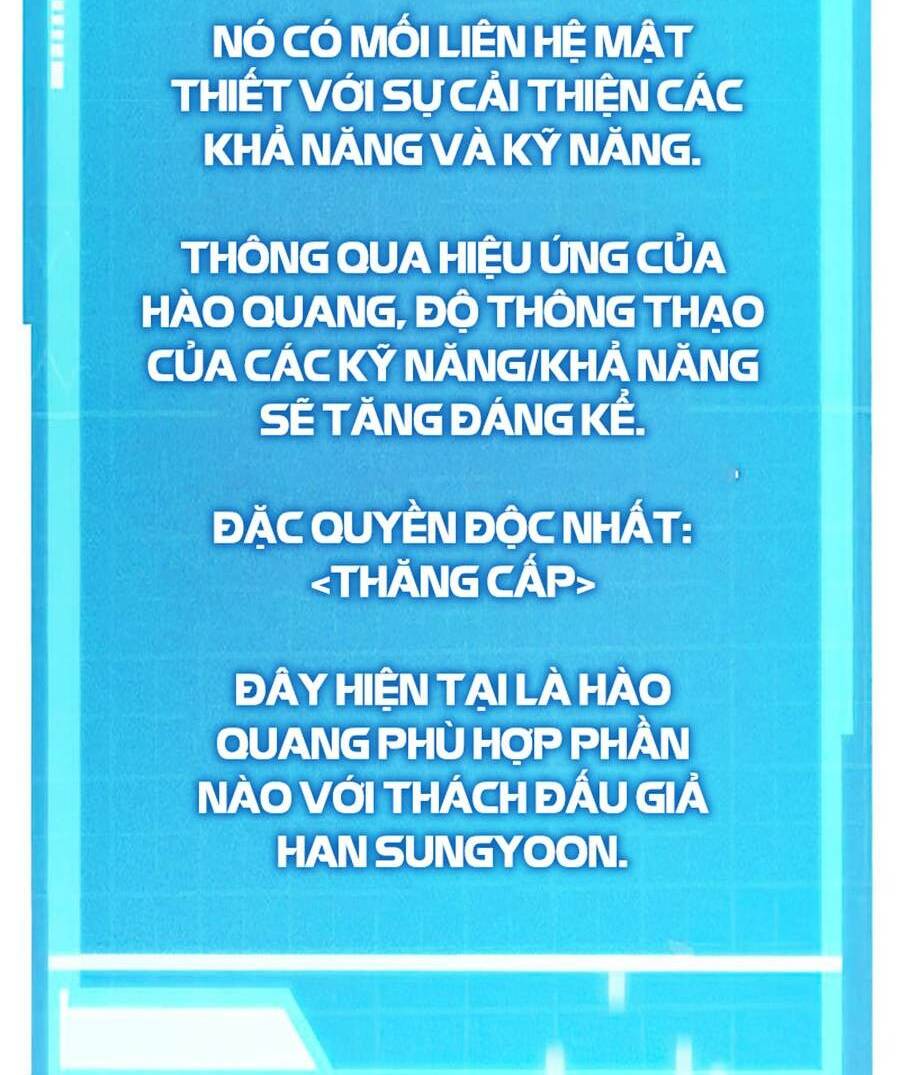 NÓ CÓ MỐI LIÊN HỆ MẬT
THIẾT VỚI SỰ CẢI THIỆN CÁC
KHẢ NĂNG VÀ KỸ NĂNG.
THÔNG QUA HIỆU ỨNG CỦA
HÀO QUANG, ĐỘ THÔNG THẠO
CỦA CÁC KỸ NĂNG/KHẢ NĂNG
SẼ TĂNG ĐÁNG KỂ.
ĐẶC QUYỀN ĐỘC NHẤT:
<THĂNG CẤP>
ĐÂY HIỆN TẠI LÀ HÀO
QUANG PHÙ HỢP PHẦN
NÀO VỚI THÁCH ĐẤU GIẢ
HAN SUNGYOON.